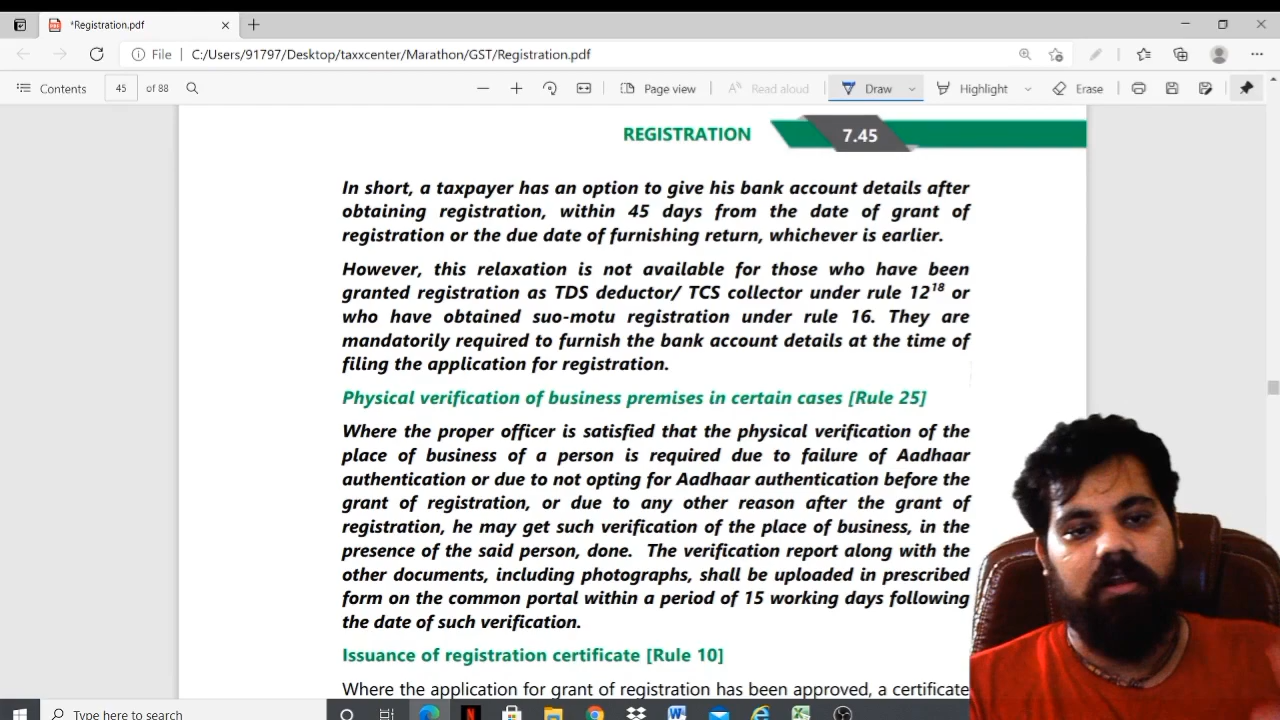 *Registration.pdf
File
C:/Users/91797/Desktop/taxxcenter/Marathon/GST/Registration.pdf
Contents
45
of 88
Page view
Read aloud
Draw
Highlight
Erase
REGISTRATION
7.45
In short, a taxpayer has an option to give his bank account details after
obtaining registration, within 45 days from the date of grant of
registration or the due date of furnishing return, whichever is earlier.
However, this relaxation is not available for those who have been
granted registration as TDS deductor/ TCS collector under rule 12¹⁸ or
who have obtained suo-motu registration under rule 16. They are
mandatorily required to furnish the bank account details at the time of
filing the application for registration.
Physical verification of business premises in certain cases [Rule 25]
Where the proper officer is satisfied that the physical verification of the
place of business of a person is required due to failure of Aadhaar
authentication or due to not opting for Aadhaar authentication before the
grant of registration, or due to any other reason after the grant of
registration, he may get such verification of the place of business, in the
presence of the said person, done. The verification report along with the
other documents, including photographs, shall be uploaded in prescribed
form on the common portal within a period of 15 working days following
the date of such verification.
Issuance of registration certificate [Rule 10]
Where the application for grant of registration has been approved, a certificate
Type here to search